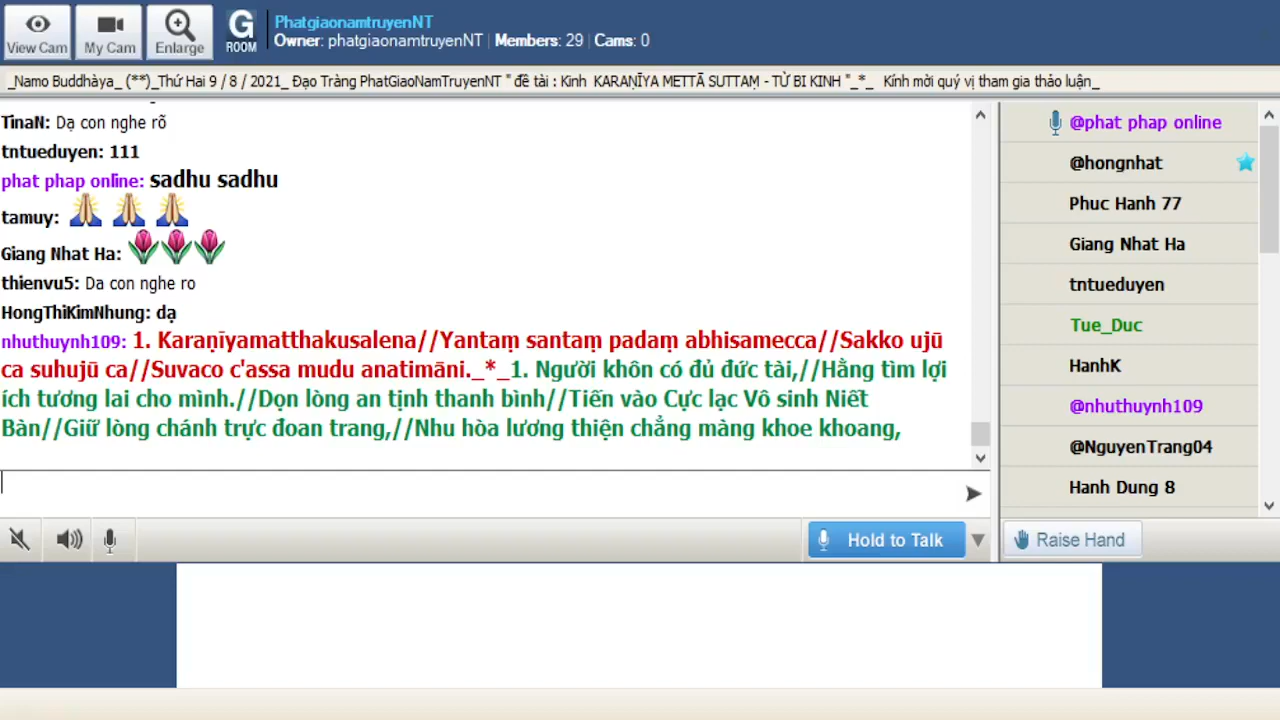 View Cam
My Cam
Enlarge
G
ROOM
PhatgiaonamtruyenNT
Owner: phatgiaonamtruyenNT | Members: 29 | Cams: 0
_Namo Buddhàya_ (**)_Thứ Hai 9 / 8 / 2021_ Đạo Tràng PhatGiaoNamTruyenNT " đề tài : Kinh KARAṆĪYA METTĀ SUTTAṂ - TỪ BI KINH "_*_ Kính mời quý vị tham gia thảo luận_
TinaN: Dạ con nghe rõ
tntueduyen: 111
phat phap online: sadhu sadhu
tamuy:
Giang Nhat Ha:
thienvu5: Da con nghe ro
HongThiKimNhung: dạ
nhuthuynh109: 1. Karaṇīyamatthakusalena//Yantaṃ santaṃ padaṃ abhisamecca//Sakko ujū
ca suhujū ca//Suvaco c'assa mudu anatimāni._*_1. Người khôn có đủ đức tài,//Hằng tìm lợi
ích tương lai cho mình.//Dọn lòng an tịnh thanh bình//Tiến vào Cực lạc Vô sinh Niết
Bàn//Giữ lòng chánh trực đoan trang,//Nhu hòa lương thiện chẳng màng khoe khoang,
@phat phap online
@hongnhat
Phuc Hanh 77
Giang Nhat Ha
tntueduyen
Tue_Duc
HanhK
@nhuthuynh109
@NguyenTrang04
Hanh Dung 8
Hold to Talk
Raise Hand